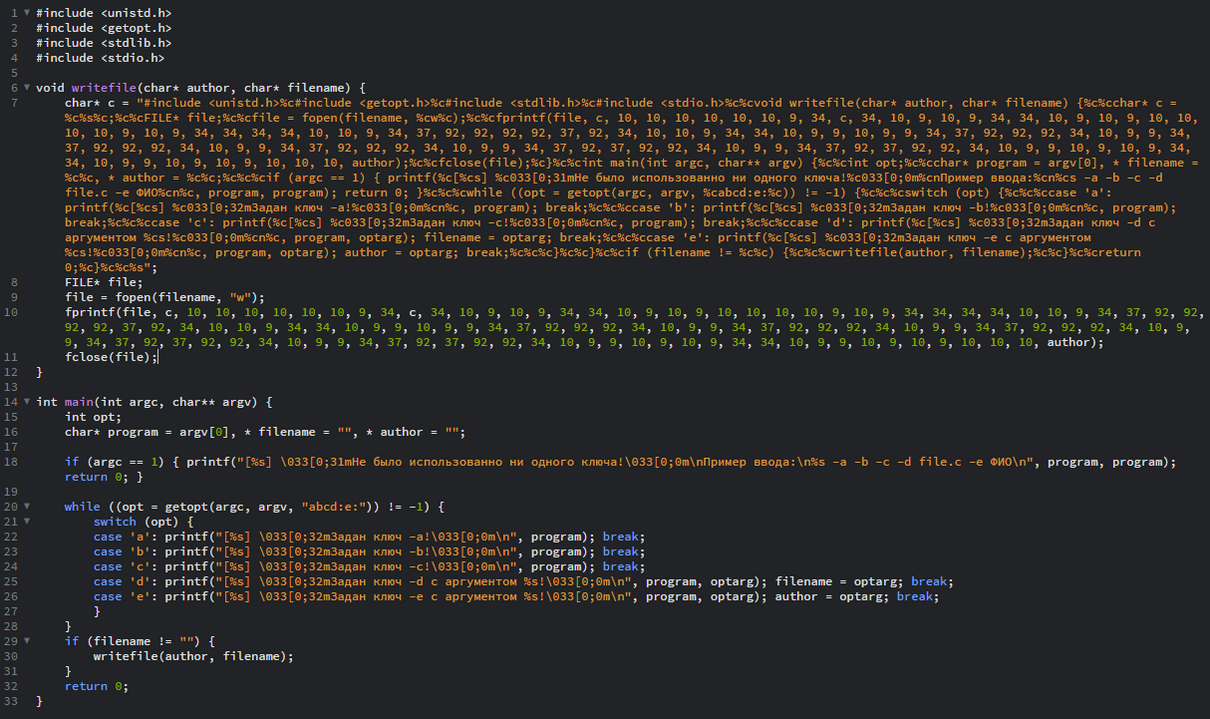 1 #include <unistd.h>
2 #include <getopt.h>
3 #include <stdlib.h>
4 #include <stdio.h>
5
6 void writefile(char* author, char* filename) {
7 char* c = "#include <unistd.h>%c#include <getopt.h>%c#include <stdlib.h>%c#include <stdio.h>%c%cvoid writefile(char* author, char* filename) {%c%cchar* c =
%c%s%c;%c%cFILE* file;%c%cfile = fopen(filename, %cw%c);%c%cfprintf(file, c, 10, 10, 10, 10, 10, 10, 9, 34, c, 34, 10, 9, 10, 9, 34, 34, 10, 9, 10, 9, 10, 10,
10, 10, 9, 10, 9, 34, 34, 34, 34, 10, 10, 9, 34, 37, 92, 92, 92, 92, 37, 92, 34, 10, 10, 9, 34, 34, 10, 9, 9, 10, 9, 9, 34, 37, 92, 92, 92, 34, 10, 9, 9, 34,
37, 92, 92, 92, 34, 10, 9, 9, 34, 37, 92, 92, 92, 34, 10, 9, 9, 34, 37, 92, 37, 92, 92, 34, 10, 9, 9, 34, 37, 92, 37, 92, 92, 34, 10, 9, 9, 10, 9, 10, 9, 34,
34, 10, 9, 9, 10, 9, 10, 9, 10, 10, 10, author);%c%cfclose(file);%c}%c%cint main(int argc, char** argv) {%c%cint opt;%c%cchar* program = argv[0], * filename =
%c%c, * author = %c%c;%c%c%cif (argc == 1) { printf(%c[%cs] %c033[0;31mНе было использованно ни одного ключа!%c033[0;0m%cnПример ввода:%cn%cs -a -b -c -d
file.c -e ФИО%cn%c, program, program); return 0; }%c%c%cwhile ((opt = getopt(argc, argv, %cabcd:e:%c)) != -1) {%c%c%cswitch (opt) {%c%c%ccase 'a':
printf(%c[%cs] %c033[0;32mЗадан ключ -a!%c033[0;0m%cn%c, program); break;%c%c%ccase 'b': printf(%c[%cs] %c033[0;32mЗадан ключ -b!%c033[0;0m%cn%c, program);
break;%c%c%ccase 'c': printf(%c[%cs] %c033[0;32mЗадан ключ -c!%c033[0;0m%cn%c, program); break;%c%c%ccase 'd': printf(%c[%cs] %c033[0;32mЗадан ключ -d с
аргументом %cs!%c033[0;0m%cn%c, program, optarg); filename = optarg; break;%c%c%ccase 'e': printf(%c[%cs] %c033[0;32mЗадан ключ -e с аргументом
%cs!%c033[0;0m%cn%c, program, optarg); author = optarg; break;%c%c%c}%c%c}%c%cif (filename != %c%c) {%c%c%cwritefile(author, filename);%c%c}%c%creturn
0;%c}%c%c%s";
8 FILE* file;
9 file = fopen(filename, "w");
10 fprintf(file, c, 10, 10, 10, 10, 10, 10, 9, 34, c, 34, 10, 9, 10, 9, 34, 34, 10, 9, 10, 9, 10, 10, 10, 10, 9, 10, 9, 34, 34, 34, 34, 10, 10, 9, 34, 37, 92, 92,
92, 92, 37, 92, 34, 10, 10, 9, 34, 34, 10, 9, 9, 10, 9, 9, 34, 37, 92, 92, 92, 34, 10, 9, 9, 34, 37, 92, 92, 92, 34, 10, 9, 9, 34, 37, 92, 92, 92, 34, 10, 9,
9, 34, 37, 92, 37, 92, 92, 34, 10, 9, 9, 34, 37, 92, 37, 92, 92, 34, 10, 9, 9, 10, 9, 10, 9, 34, 34, 10, 9, 9, 10, 9, 10, 9, 10, 10, 10, author);
11 fclose(file);
12 }
13
14 int main(int argc, char** argv) {
15 int opt;
16 char* program = argv[0], * filename = "", * author = "";
17
18 if (argc == 1) { printf("[%s] \033[0;31mНе было использованно ни одного ключа!\033[0;0m\nПример ввода:\n%s -a -b -c -d file.c -e ФИО\n", program, program);
return 0; }
19
20 while ((opt = getopt(argc, argv, "abcd:e:")) != -1) {
21 switch (opt) {
22 case 'a': printf("[%s] \033[0;32mЗадан ключ -a!\033[0;0m\n", program); break;
23 case 'b': printf("[%s] \033[0;32mЗадан ключ -b!\033[0;0m\n", program); break;
24 case 'c': printf("[%s] \033[0;32mЗадан ключ -c!\033[0;0m\n", program); break;
25 case 'd': printf("[%s] \033[0;32mЗадан ключ -d с аргументом %s!\033[0;0m\n", program, optarg); filename = optarg; break;
26 case 'e': printf("[%s] \033[0;32mЗадан ключ -e с аргументом %s!\033[0;0m\n", program, optarg); author = optarg; break;
27 }
28 }
29 if (filename != "") {
30 writefile(author, filename);
31 }
32 return 0;
33 }